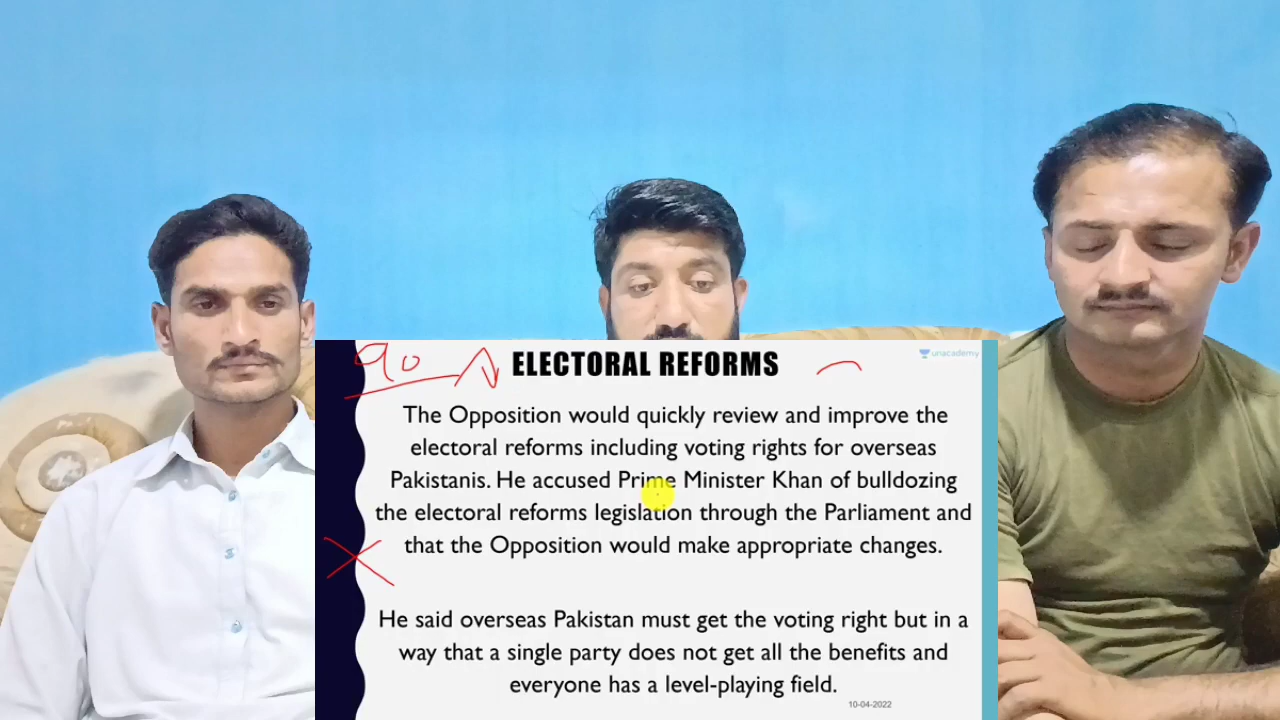 90
ELECTORAL REFORMS
unacademy
The Opposition would quickly review and improve the
electoral reforms including voting rights for overseas
Pakistanis. He accused Prime Minister Khan of bulldozing
the electoral reforms legislation through the Parliament and
that the Opposition would make appropriate changes.
He said overseas Pakistan must get the voting right but in a
way that a single party does not get all the benefits and
everyone has a level-playing field.
10-04-2022